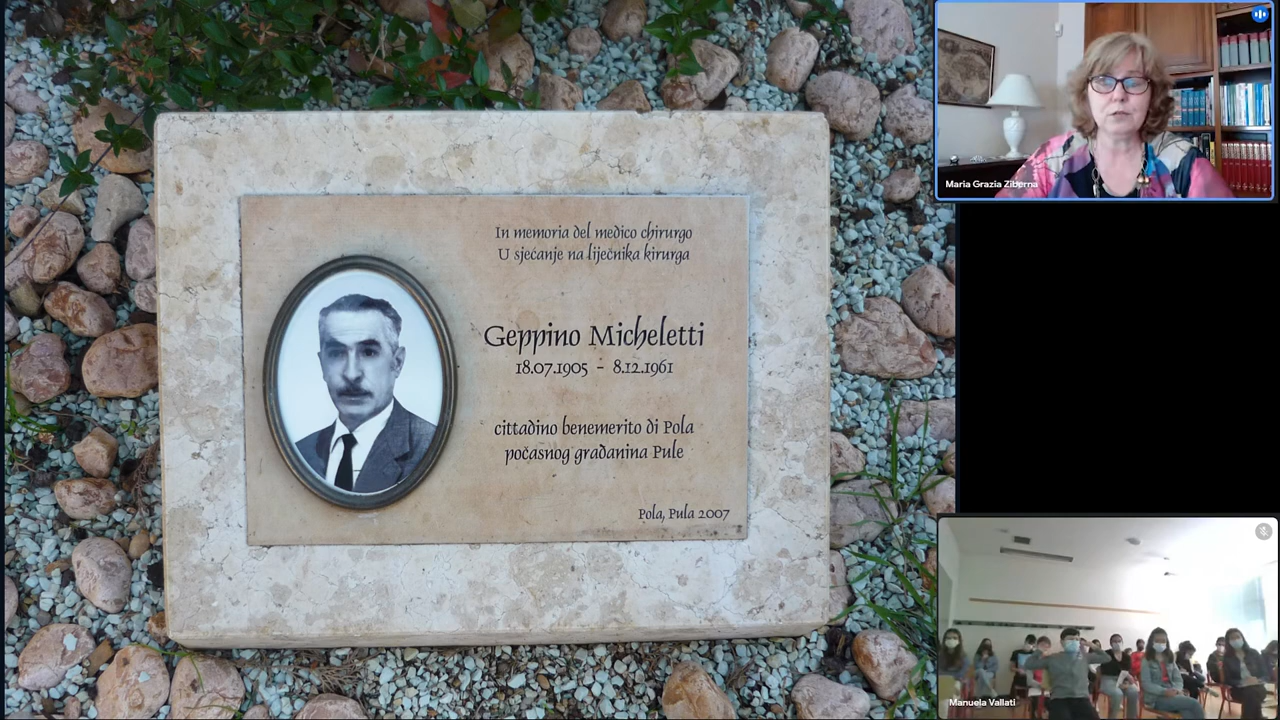 In memoria del medico chirurgo
U sjećanje na liječnika kirurga
Geppino Micheletti
18.07.1905 - 8.12.1961
cittadino benemerito di Pola
počasnog građanina Pule
Pola, Pula 2007
Maria Grazia Ziberna
Manuela Vallati